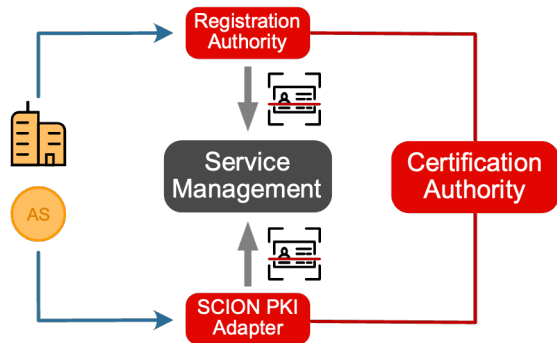 Registration
Authority
Service
Management
Certification
Authority
AS
SCION PKI
Adapter